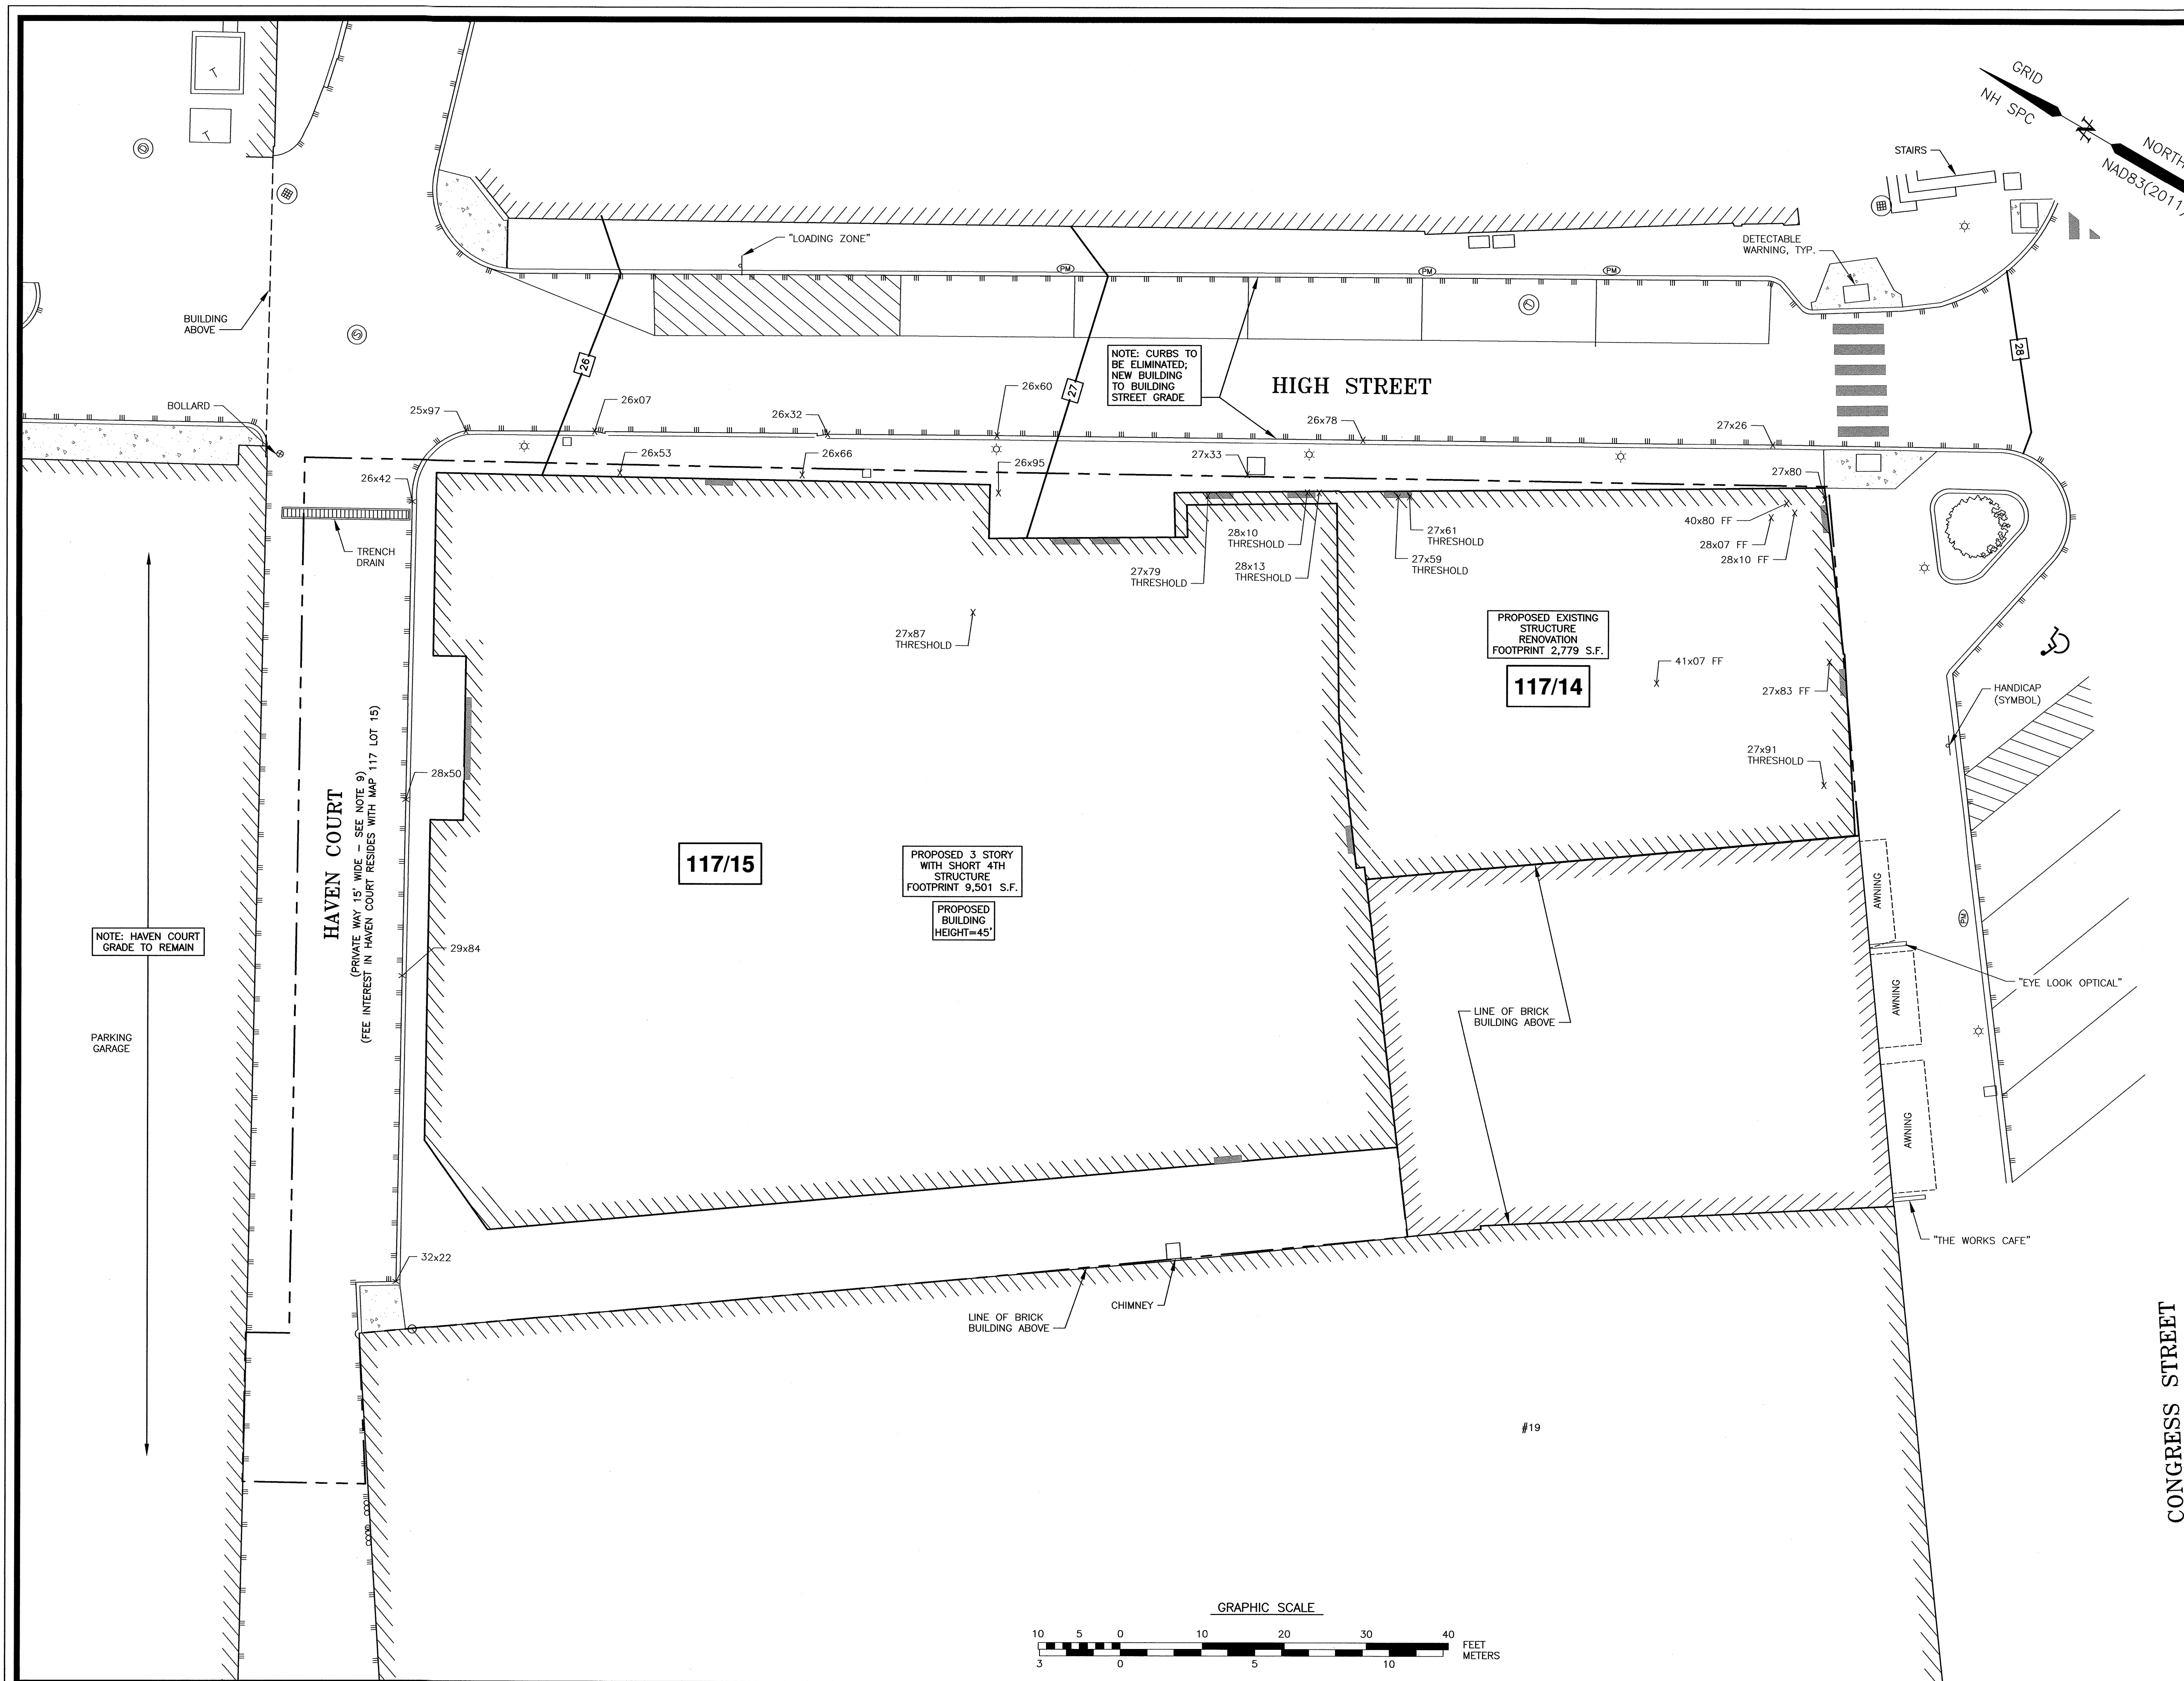 GRID
NH SPC
N
NORTH
NAD83(2011)
T
T
D
STAIRS
"LOADING ZONE"
PM
PM
PM
DETECTABLE
WARNING, TYP.
T
BUILDING
ABOVE
S
26
27
28
NOTE: CURBS TO
BE ELIMINATED;
NEW BUILDING
TO BUILDING
STREET GRADE
HIGH STREET
BOLLARD
25x97
26x07
26x32
26x60
26x78
27x26
26x42
26x53
26x66
26x95
27x33
27x80
TRENCH
DRAIN
27x79
THRESHOLD
28x10
THRESHOLD
28x13
THRESHOLD
27x61
THRESHOLD
27x59
THRESHOLD
40x80 FF
28x07 FF
28x10 FF
27x87
THRESHOLD
PROPOSED EXISTING
STRUCTURE
RENOVATION
FOOTPRINT 2,779 S.F.
117/14
41x07 FF
27x83 FF
HANDICAP
(SYMBOL)
27x91
THRESHOLD
HAVEN COURT
(PRIVATE WAY 15' WIDE - SEE NOTE 9)
(FEE INTEREST IN HAVEN COURT RESIDES WITH MAP 117 LOT 15)
28x50
117/15
PROPOSED 3 STORY
WITH SHORT 4TH
STRUCTURE
FOOTPRINT 9,501 S.F.
PROPOSED
BUILDING
HEIGHT=45'
AWNING
PM
NOTE: HAVEN COURT
GRADE TO REMAIN
29x84
"EYE LOOK OPTICAL"
AWNING
LINE OF BRICK
BUILDING ABOVE
PARKING
GARAGE
AWNING
32x22
"THE WORKS CAFE"
CHIMNEY
LINE OF BRICK
BUILDING ABOVE
#19
CONGRESS STREET
GRAPHIC SCALE
10 5 0 10 20 30 40
FEET
METERS
3 0 5 10